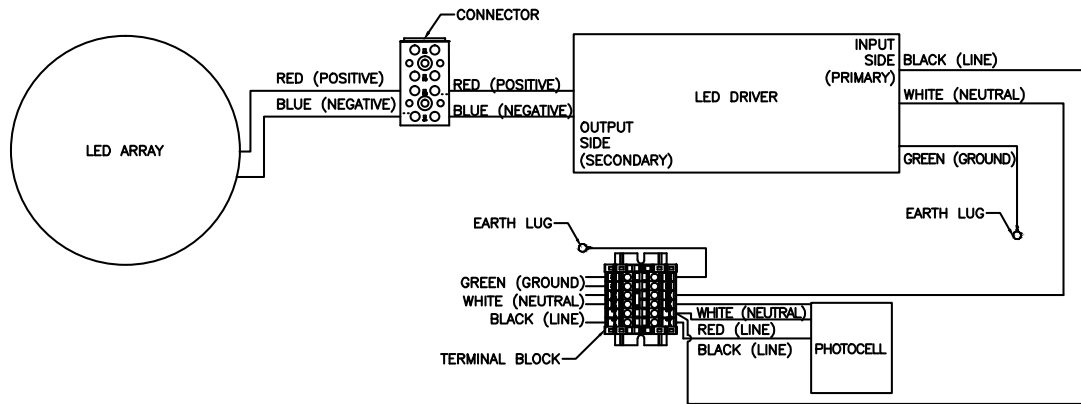 CONNECTOR
RED (POSITIVE)
BLUE (NEGATIVE)
LED ARRAY
RED (POSITIVE)
BLUE (NEGATIVE)
INPUT
SIDE
(PRIMARY)
LED DRIVER
OUTPUT
SIDE
(SECONDARY)
BLACK (LINE)
WHITE (NEUTRAL)
GREEN (GROUND)
EARTH LUG
EARTH LUG
GREEN (GROUND)
WHITE (NEUTRAL)
BLACK (LINE)
TERMINAL BLOCK
WHITE (NEUTRAL)
RED (LINE)
BLACK (LINE)
PHOTOCELL